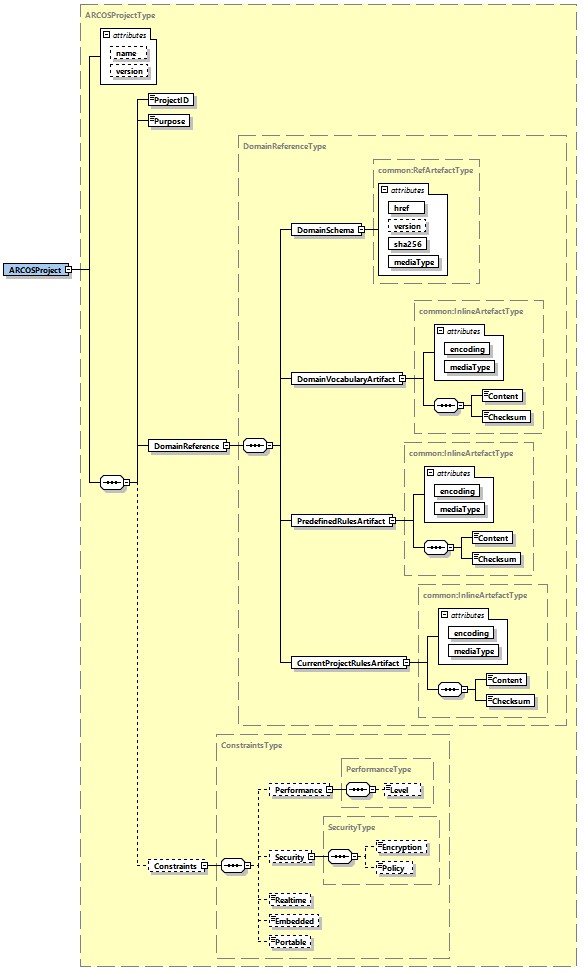 ARCOSProjectType
attributes
name
version
ProjectID
Purpose
DomainReferenceType
common:RefArtefactType
attributes
href
version
sha256
mediaType
DomainSchema
ARCOSProject
common:InlineArtefactType
attributes
encoding
mediaType
DomainVocabularyArtifact
Content
Checksum
DomainReference
common:InlineArtefactType
attributes
encoding
mediaType
PredefinedRulesArtifact
Content
Checksum
common:InlineArtefactType
attributes
encoding
mediaType
CurrentProjectRulesArtifact
Content
Checksum
ConstraintsType
PerformanceType
Performance
Level
SecurityType
Security
Encryption
Policy
Constraints
Realtime
Embedded
Portable